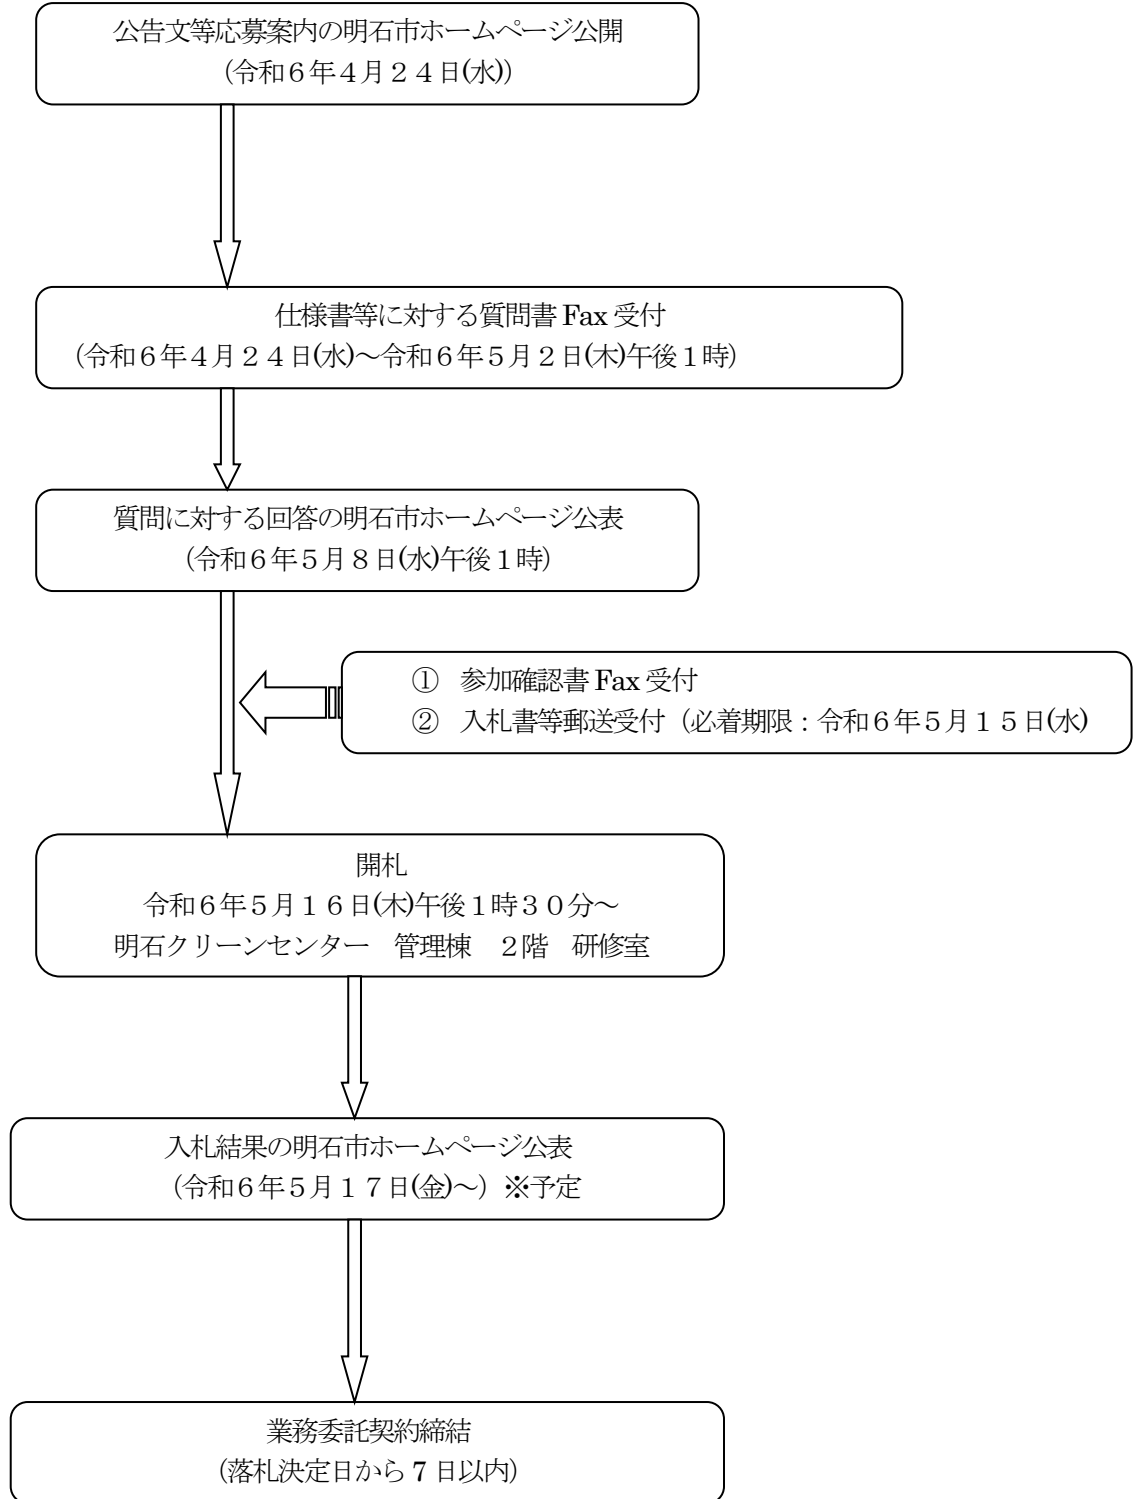 公告文等応募案内の明石市ホームページ公開
（令和６年４月２４日(水)）
仕様書等に対する質問書 Fax 受付
（令和６年４月２４日(水)～令和６年５月２日(木)午後１時）
質問に対する回答の明石市ホームページ公表
（令和６年５月８日(水)午後１時）
① 参加確認書 Fax 受付
② 入札書等郵送受付（必着期限：令和６年５月１５日(水)
開札
令和６年５月１６日(木)午後１時３０分～
明石クリーンセンター　管理棟　２階　研修室
入札結果の明石市ホームページ公表
（令和６年５月１７日(金)～）※予定
業務委託契約締結
（落札決定日から 7 日以内）